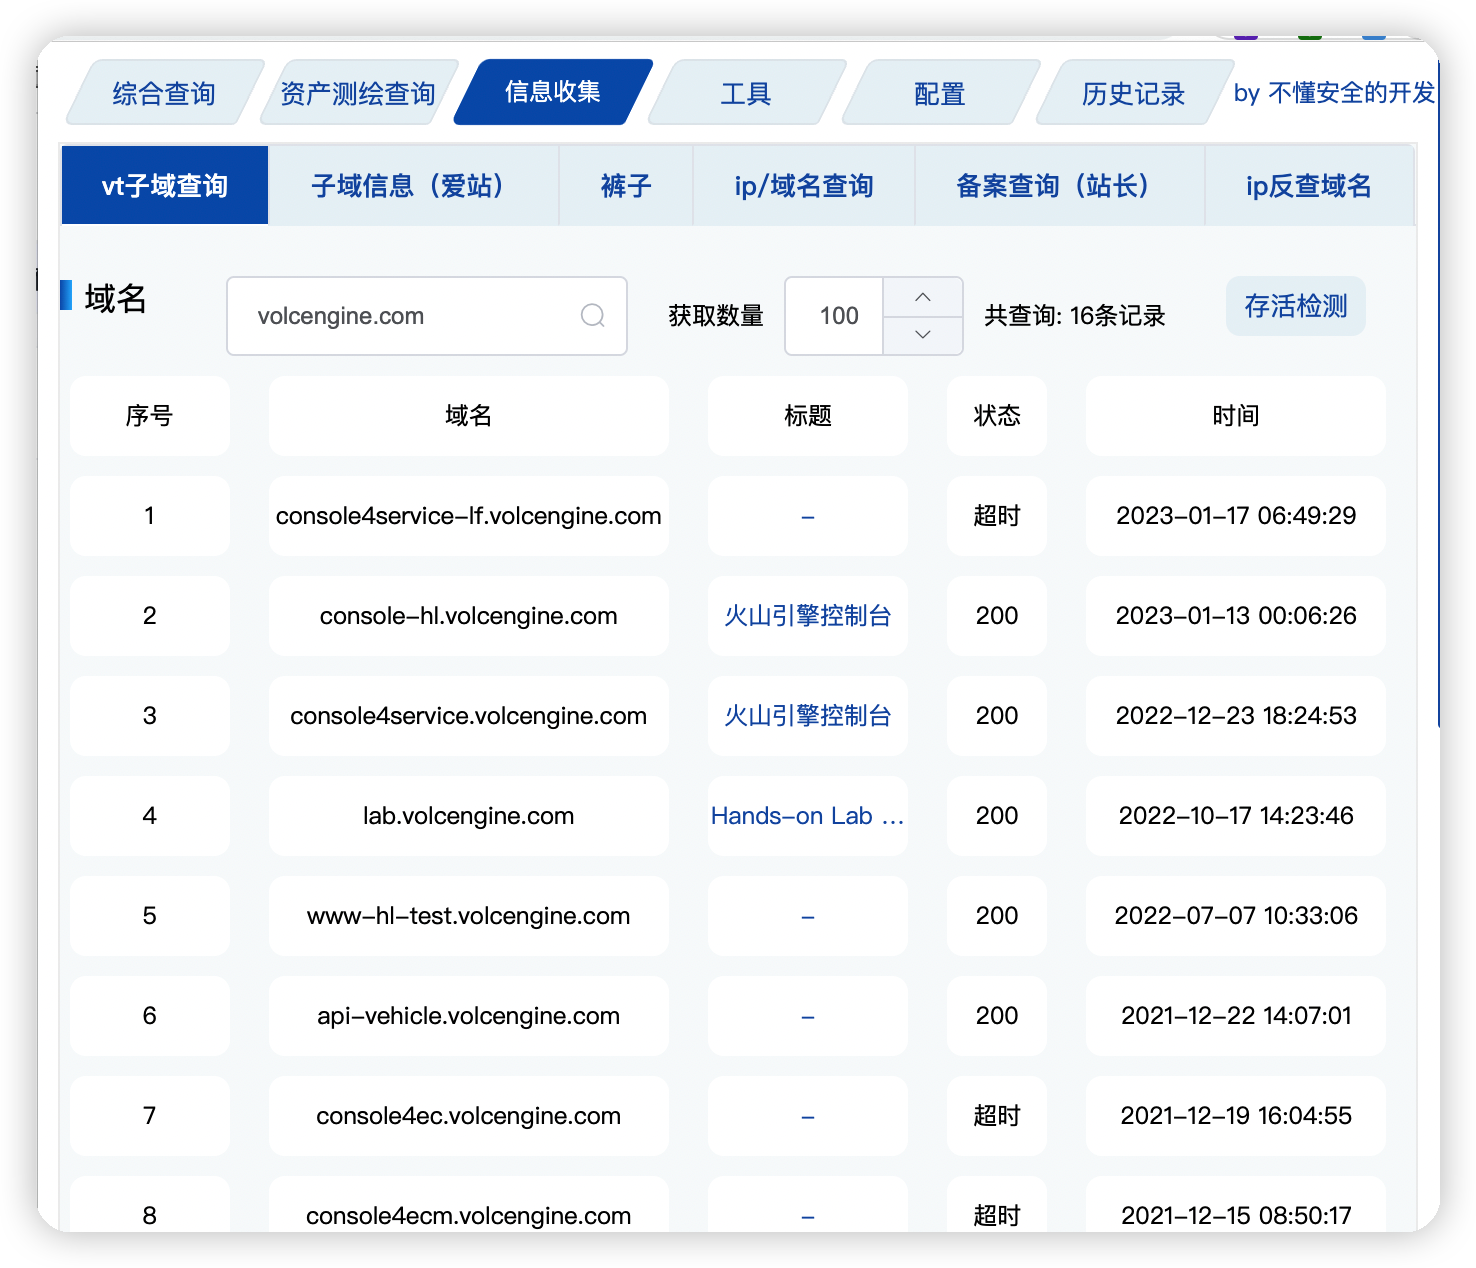 综合查询 资产测绘查询 信息收集 工具 配置 历史记录 by 不懂安全的开发
vt子域查询 子域信息（爱站） 裤子 ip/域名查询 备案查询（站长） ip反查域名
域名 volcengine.com 获取数量 100 共查询: 16条记录 存活检测
序号 域名 标题 状态 时间
1 console4service-lf.volcengine.com - 超时 2023-01-17 06:49:29
2 console-hl.volcengine.com 火山引擎控制台 200 2023-01-13 00:06:26
3 console4service.volcengine.com 火山引擎控制台 200 2022-12-23 18:24:53
4 lab.volcengine.com Hands-on Lab ... 200 2022-10-17 14:23:46
5 www-hl-test.volcengine.com - 200 2022-07-07 10:33:06
6 api-vehicle.volcengine.com - 200 2021-12-22 14:07:01
7 console4ec.volcengine.com - 超时 2021-12-19 16:04:55
8 console4ecm.volcengine.com - 超时 2021-12-15 08:50:17